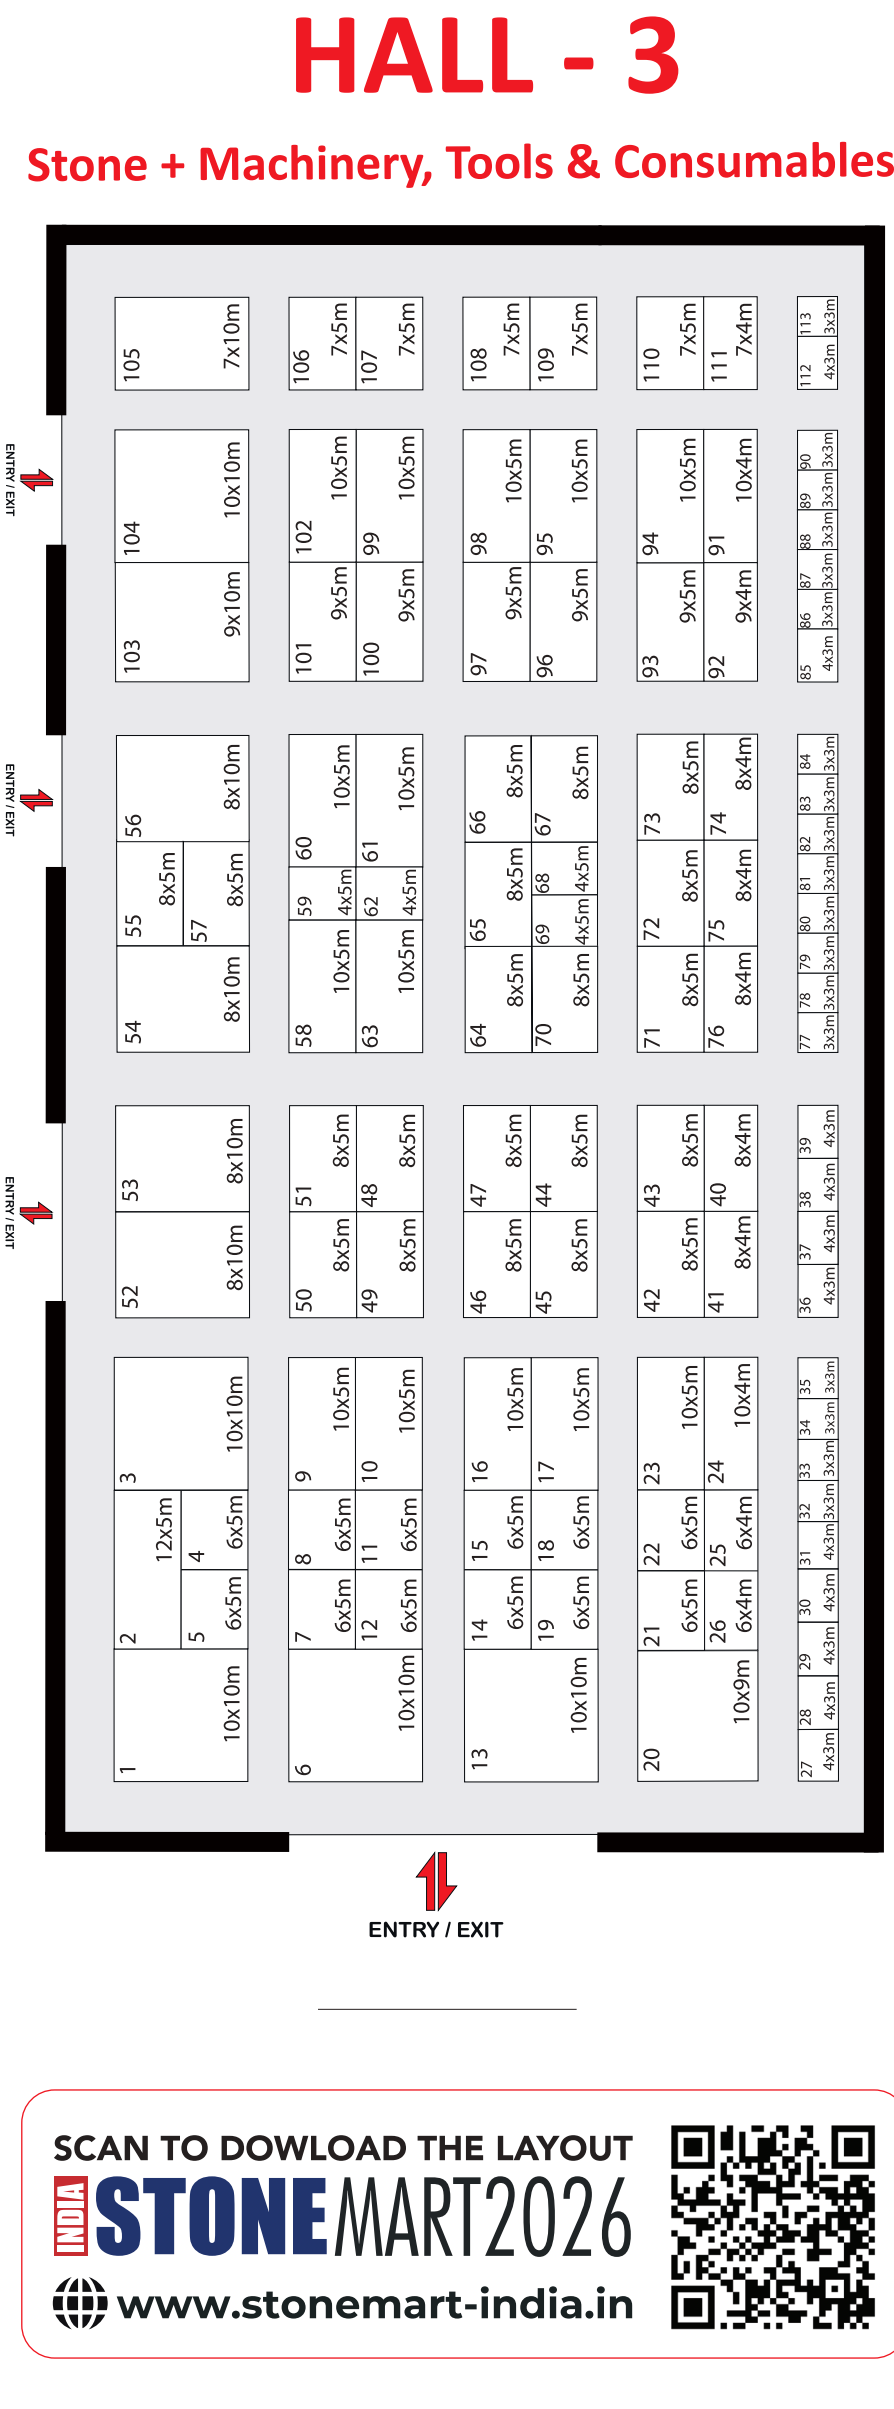 HALL - 3
Stone + Machinery, Tools & Consumables
105 7x10m
106 7x5m
107 7x5m
108 7x5m
109 7x5m
110 7x5m
111 7x4m
113 3x3m
112 4x3m
ENTRY / EXIT
104 10x10m
102 10x5m
99 10x5m
98 10x5m
95 10x5m
94 10x5m
91 10x4m
90 3x3m
89 3x3m
88 3x3m
87 3x3m
86 3x3m
85 4x3m
103 9x10m
101 9x5m
100 9x5m
97 9x5m
96 9x5m
93 9x5m
92 9x4m
ENTRY / EXIT
56 8x10m
55 8x5m
57 8x5m
54 8x10m
60 10x5m
61 10x5m
59 4x5m
62 4x5m
58 10x5m
63 10x5m
66 8x5m
67 8x5m
65 8x5m
68 4x5m
69 4x5m
64 8x5m
70 8x5m
73 8x5m
74 8x4m
72 8x5m
75 8x4m
71 8x5m
76 8x4m
84 3x3m
83 3x3m
82 3x3m
81 3x3m
80 3x3m
79 3x3m
78 3x3m
77 3x3m
ENTRY / EXIT
53 8x10m
52 8x10m
51 8x5m
48 8x5m
50 8x5m
49 8x5m
47 8x5m
44 8x5m
46 8x5m
45 8x5m
43 8x5m
40 8x4m
42 8x5m
41 8x4m
39 4x3m
38 4x3m
37 4x3m
36 4x3m
3 10x10m
2 12x5m
4 6x5m
5 6x5m
1 10x10m
9 10x5m
10 10x5m
8 6x5m
11 6x5m
7 6x5m
12 6x5m
6 10x10m
16 10x5m
17 10x5m
15 6x5m
18 6x5m
14 6x5m
19 6x5m
13 10x10m
23 10x5m
24 10x4m
22 6x5m
25 6x4m
21 6x5m
26 6x4m
20 10x9m
35 3x3m
34 3x3m
33 3x3m
32 3x3m
31 4x3m
30 4x3m
29 4x3m
28 4x3m
27 4x3m
ENTRY / EXIT
SCAN TO DOWLOAD THE LAYOUT
INDIA STONEMART2026
www.stonemart-india.in